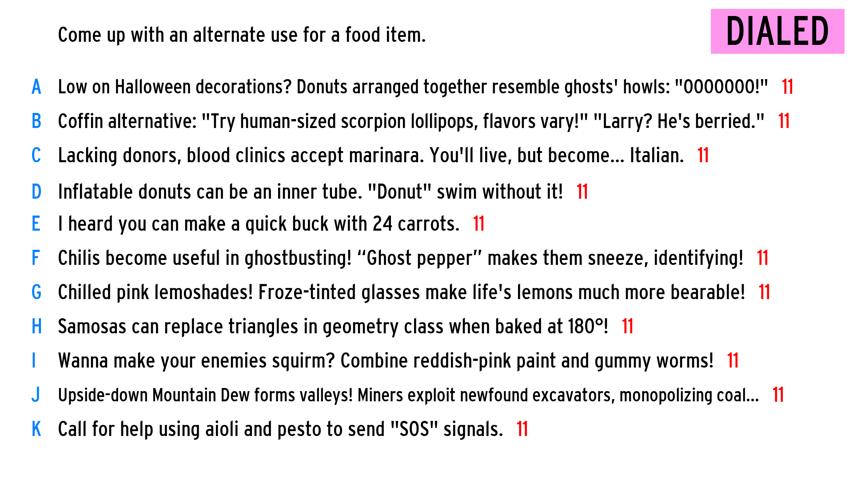 Come up with an alternate use for a food item.
DIALED
A Low on Halloween decorations? Donuts arranged together resemble ghosts' howls: "OOOOOOO!" 11
B Coffin alternative: "Try human-sized scorpion lollipops, flavors vary!" "Larry? He's berried." 11
C Lacking donors, blood clinics accept marinara. You'll live, but become... Italian. 11
D Inflatable donuts can be an inner tube. "Donut" swim without it! 11
E I heard you can make a quick buck with 24 carrots. 11
F Chilis become useful in ghostbusting! “Ghost pepper” makes them sneeze, identifying! 11
G Chilled pink lemoshades! Froze-tinted glasses make life's lemons much more bearable! 11
H Samosas can replace triangles in geometry class when baked at 180°! 11
I Wanna make your enemies squirm? Combine reddish-pink paint and gummy worms! 11
J Upside-down Mountain Dew forms valleys! Miners exploit newfound excavators, monopolizing coal... 11
K Call for help using aioli and pesto to send "SOS" signals. 11